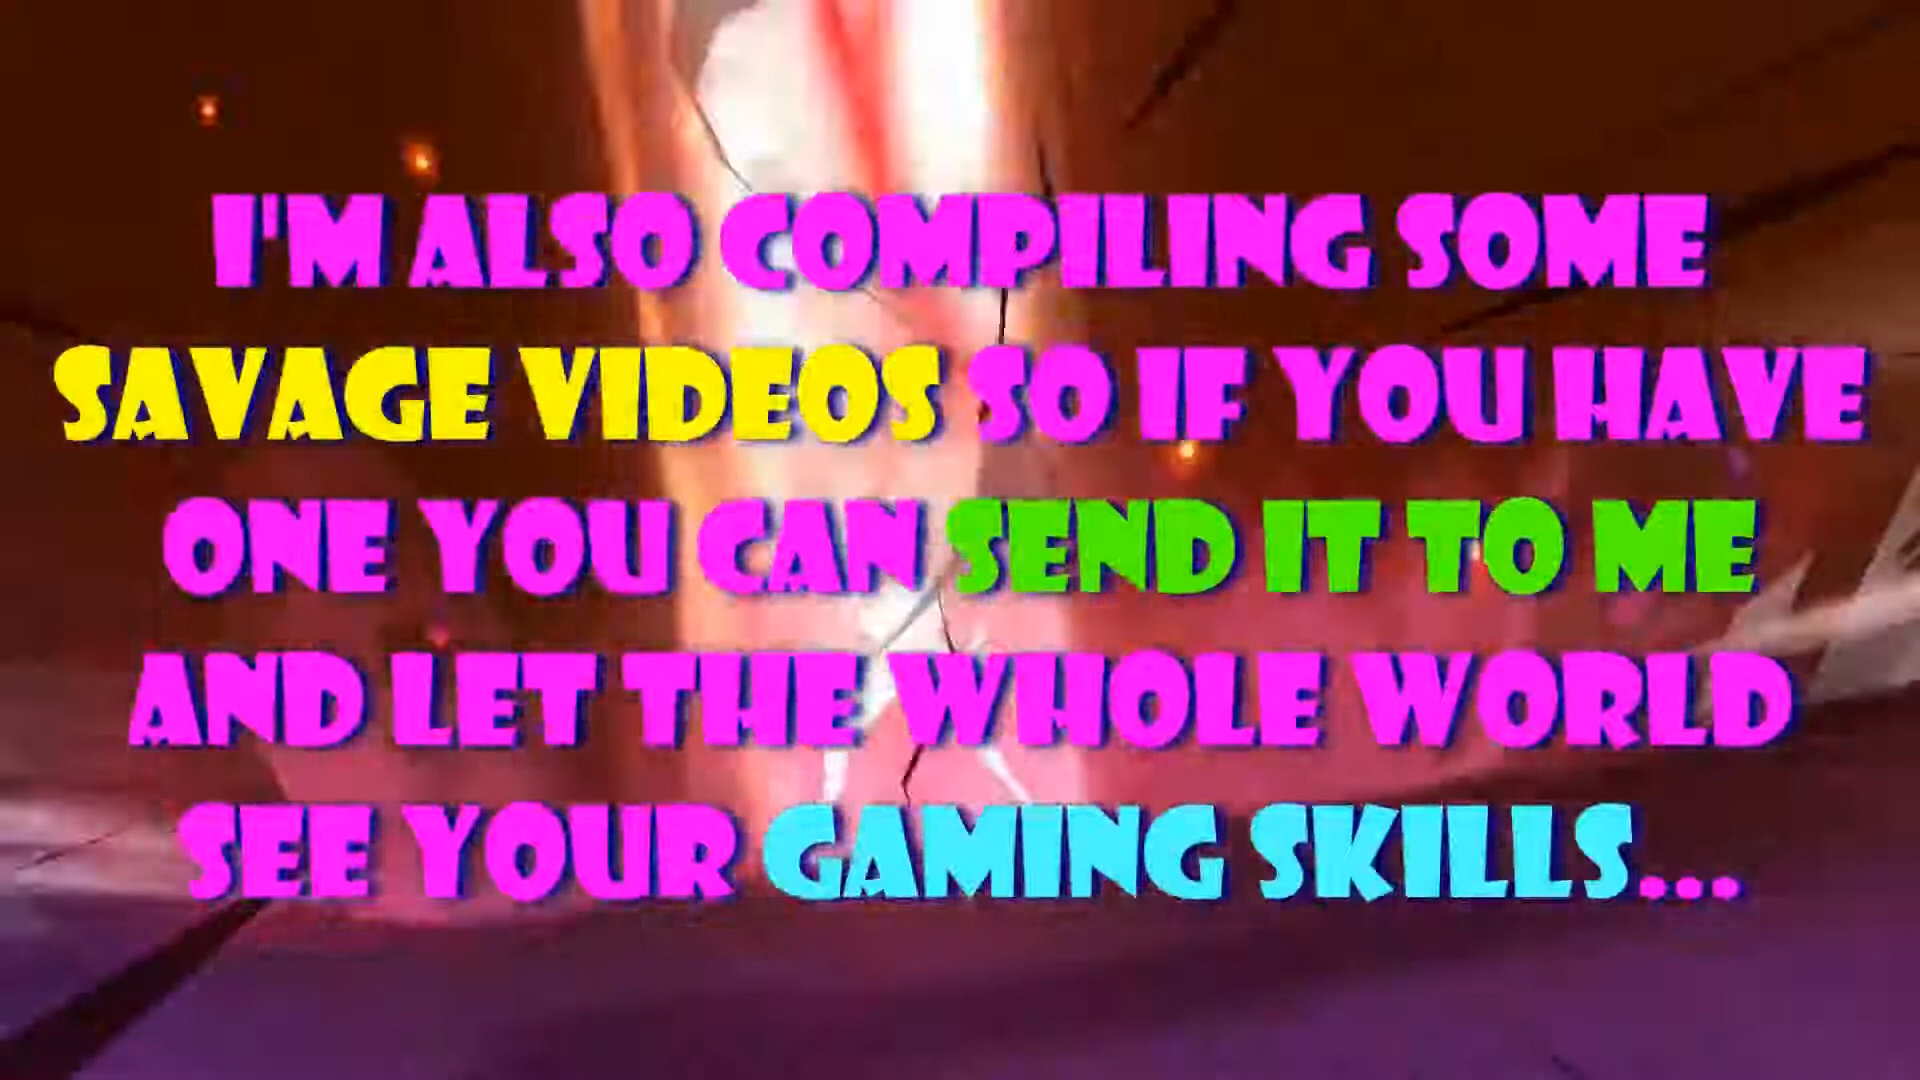 I'M ALSO COMPILING SOME
SAVAGE VIDEOS SO IF YOU HAVE
ONE YOU CAN SEND IT TO ME
AND LET THE WHOLE WORLD
SEE YOUR GAMING SKILLS...